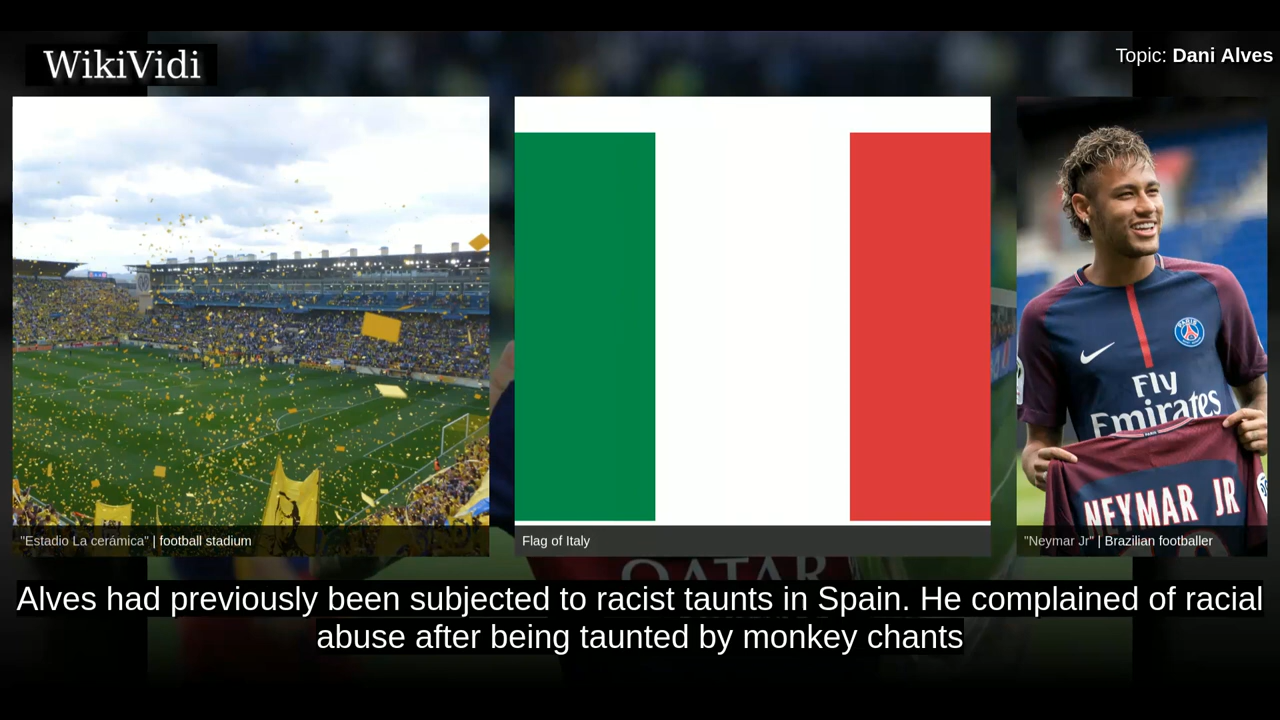 WikiVidi
Topic: Dani Alves
PARIS
Fly
Emirates
NEYMAR JR
"Estadio La cerámica" | football stadium
Flag of Italy
"Neymar Jr" | Brazilian footballer
QATAR
Alves had previously been subjected to racist taunts in Spain. He complained of racial
abuse after being taunted by monkey chants